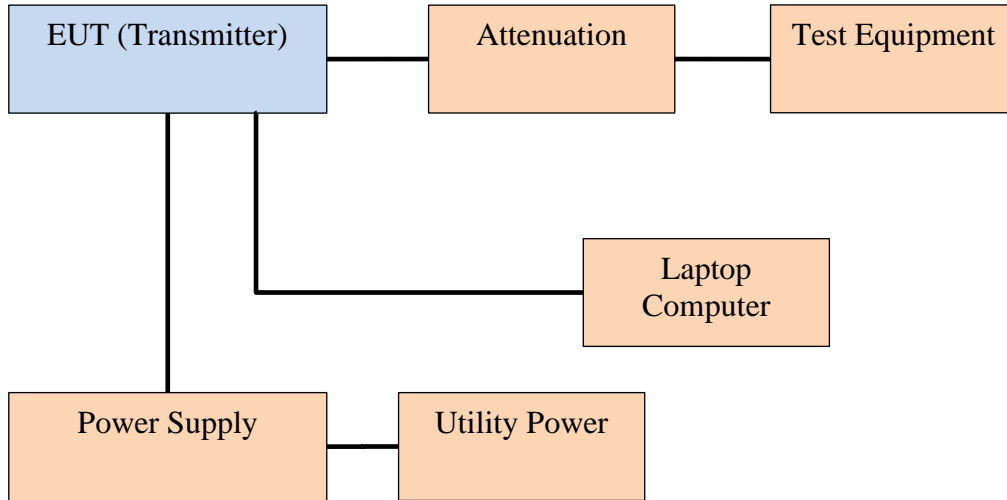 EUT (Transmitter)
Attenuation
Test Equipment
Laptop
Computer
Power Supply
Utility Power